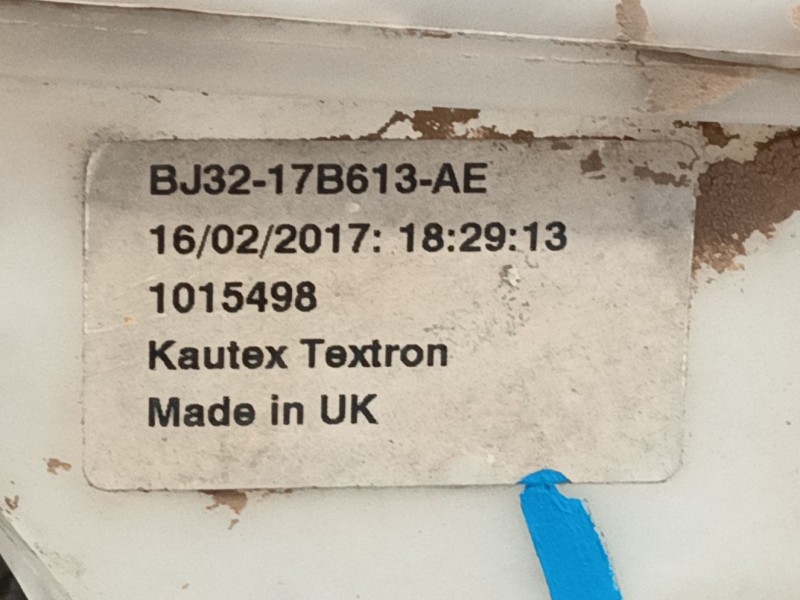 BJ32-17B613-AE
16/02/2017: 18:29:13
1015498
Kautex Textron
Made in UK